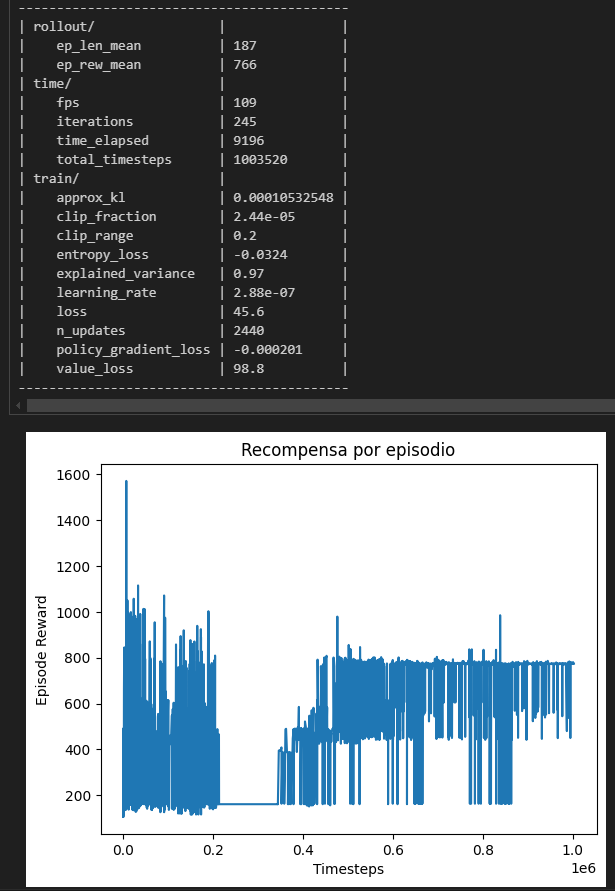 -------------------------------------------
| rollout/ | |
| ep_len_mean | 187 |
| ep_rew_mean | 766 |
| time/ | |
| fps | 109 |
| iterations | 245 |
| time_elapsed | 9196 |
| total_timesteps | 1003520 |
| train/ | |
| approx_kl | 0.00010532548 |
| clip_fraction | 2.44e-05 |
| clip_range | 0.2 |
| entropy_loss | -0.0324 |
| explained_variance | 0.97 |
| learning_rate | 2.88e-07 |
| loss | 45.6 |
| n_updates | 2440 |
| policy_gradient_loss | -0.000201 |
| value_loss | 98.8 |
-------------------------------------------
Recompensa por episodio
1600
1400
1200
1000
800
600
400
200
Episode Reward
0.0 0.2 0.4 0.6 0.8 1.0
1e6
Timesteps